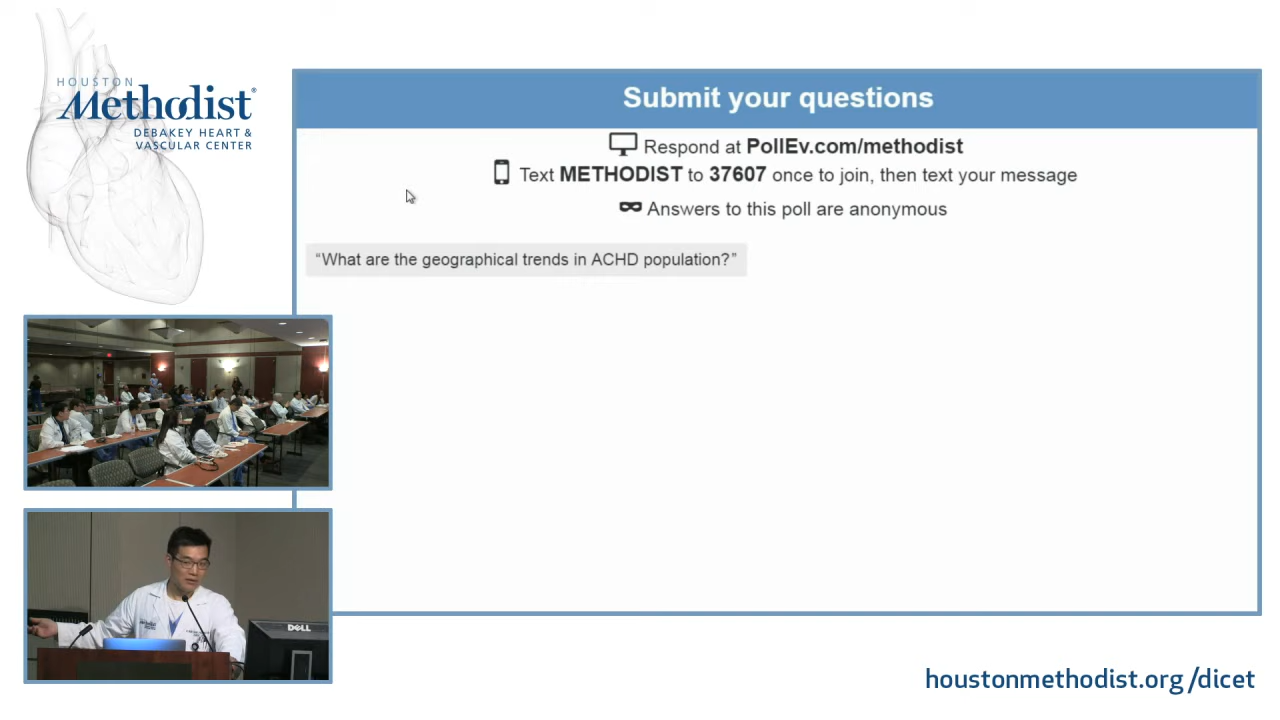 HOUSTON
Methodist®
DEBAKEY HEART &
VASCULAR CENTER
Submit your questions
Respond at PollEv.com/methodist
Text METHODIST to 37607 once to join, then text your message
Answers to this poll are anonymous
“What are the geographical trends in ACHD population?”
DELL
houstonmethodist.org/dicet